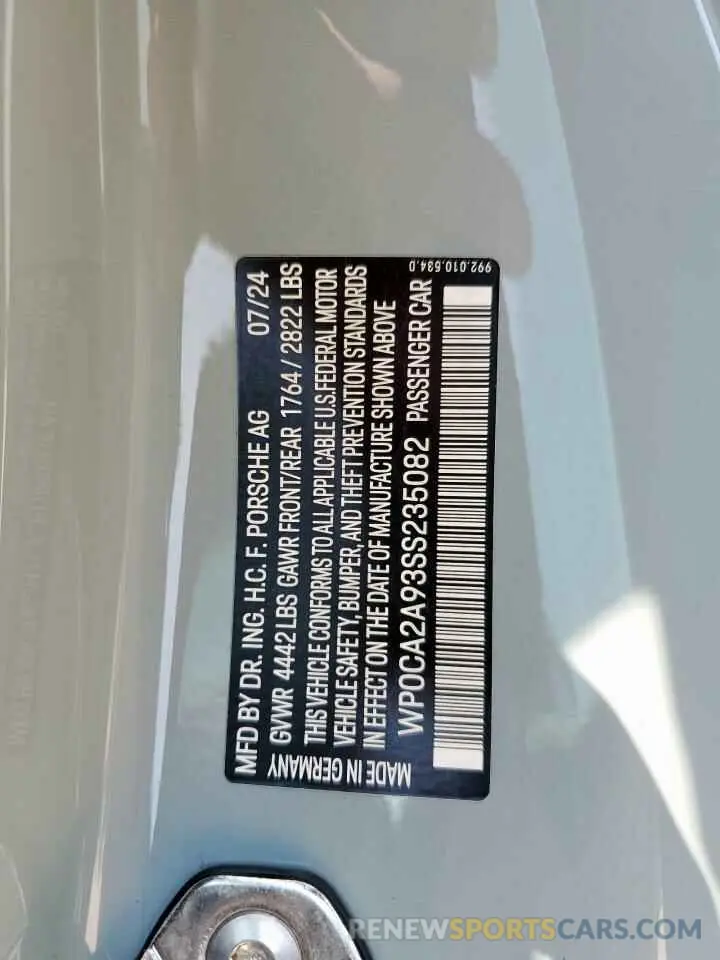 MFD BY DR. ING. H.C. F. PORSCHE AG 07/24
GVWR 4442 LBS GAWR FRONT/REAR 1764 / 2822 LBS
THIS VEHICLE CONFORMS TO ALL APPLICABLE U.S. FEDERAL MOTOR
VEHICLE SAFETY, BUMPER, AND THEFT PREVENTION STANDARDS
IN EFFECT ON THE DATE OF MANUFACTURE SHOWN ABOVE
WP0CA2A93SS235082 PASSENGER CAR
MADE IN GERMANY
992.010.534.D
RENEWSPORTSCARS.COM